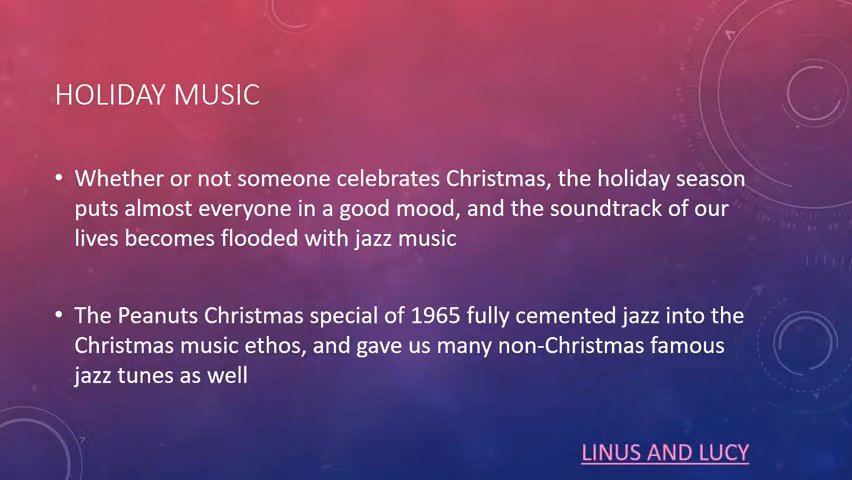 HOLIDAY MUSIC
• Whether or not someone celebrates Christmas, the holiday season
puts almost everyone in a good mood, and the soundtrack of our
lives becomes flooded with jazz music
• The Peanuts Christmas special of 1965 fully cemented jazz into the
Christmas music ethos, and gave us many non-Christmas famous
jazz tunes as well
LINUS AND LUCY